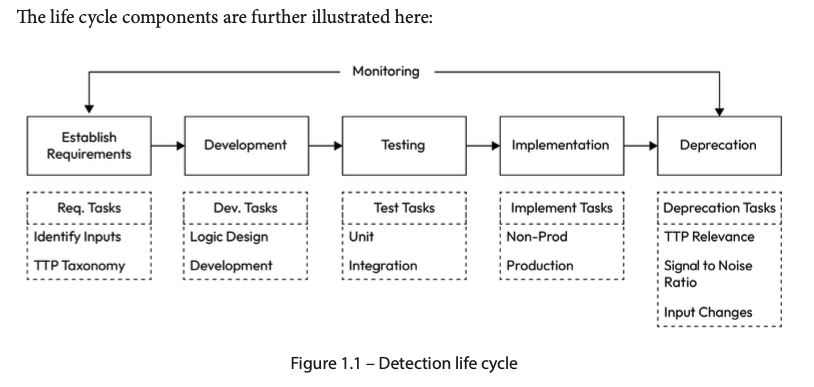 The life cycle components are further illustrated here:
Monitoring
Establish
Requirements
Development
Testing
Implementation
Deprecation
Req. Tasks
Identify Inputs
TTP Taxonomy
Dev. Tasks
Logic Design
Development
Test Tasks
Unit
Integration
Implement Tasks
Non-Prod
Production
Deprecation Tasks
TTP Relevance
Signal to Noise
Ratio
Input Changes
Figure 1.1 – Detection life cycle